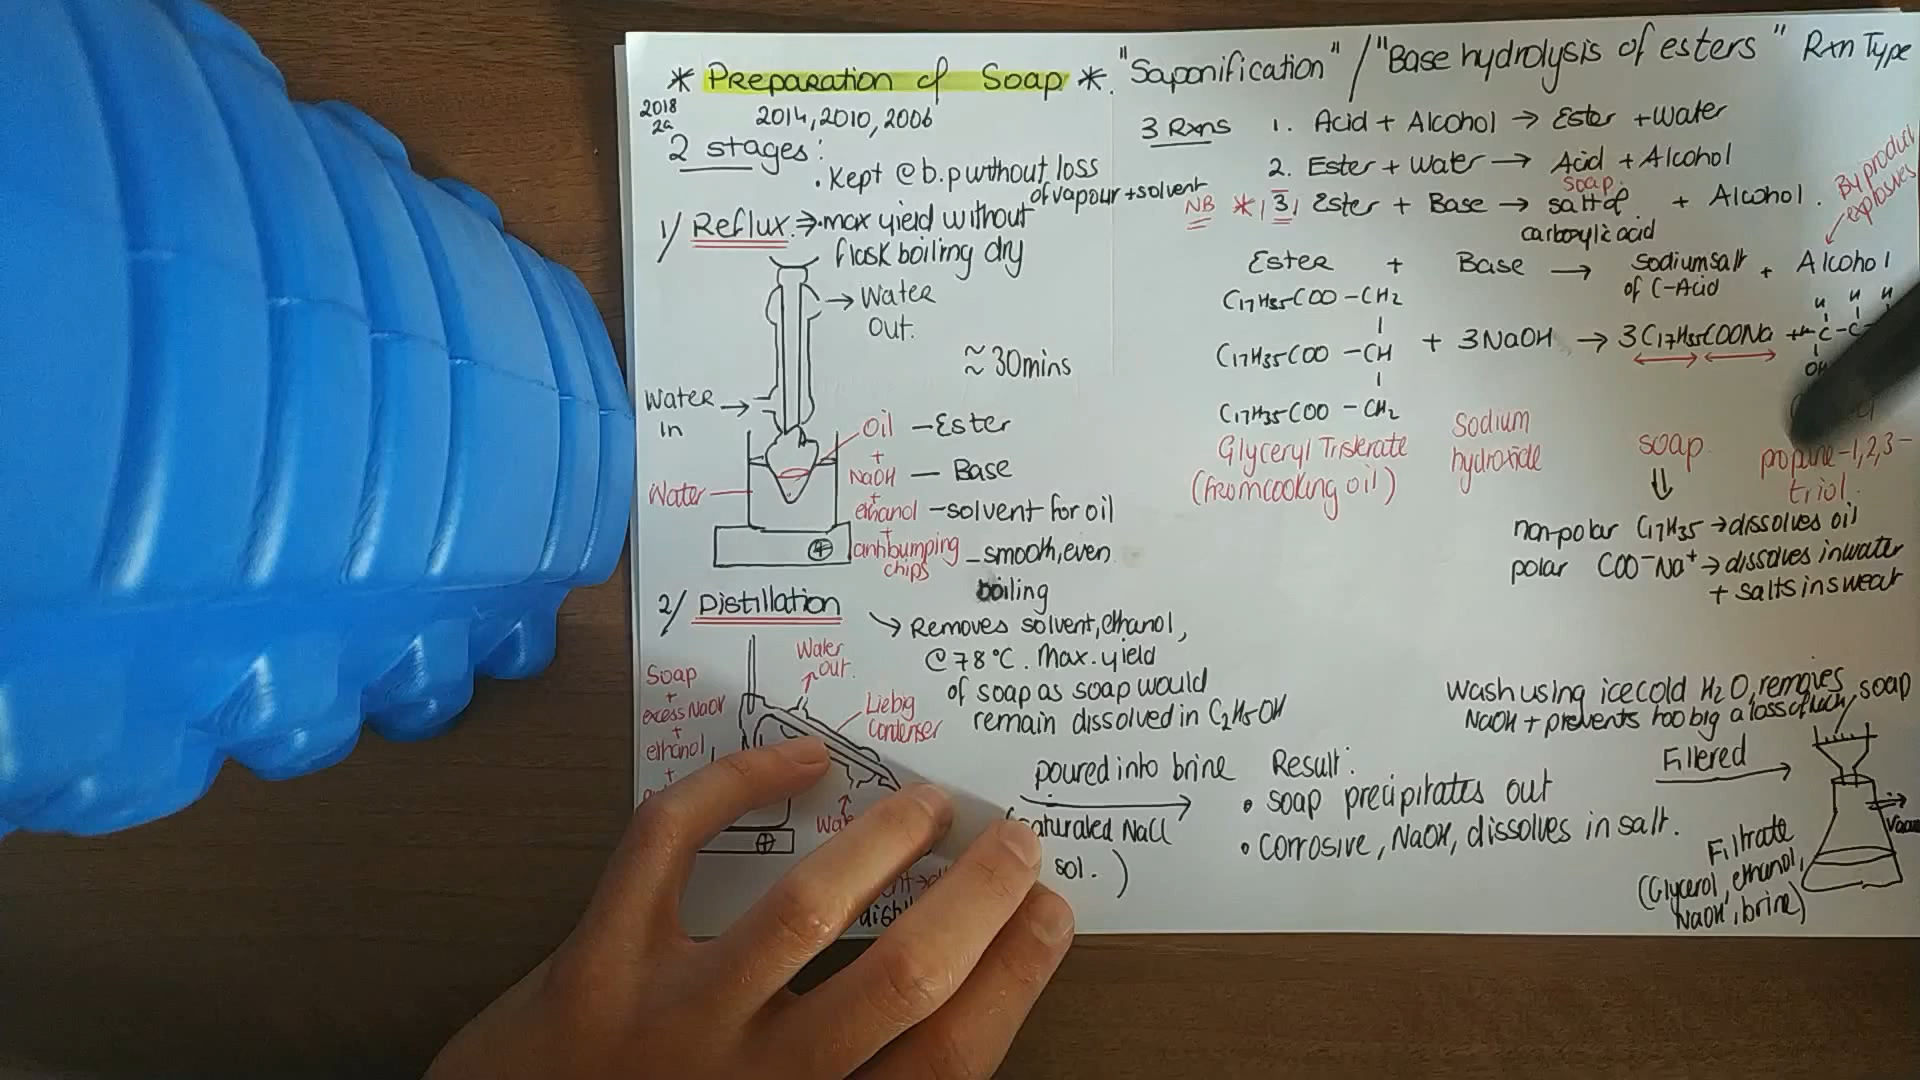 * Preparation of Soap *. "Saponification" / "Base hydrolysis of esters" Rxn Type
2018
2a
2014, 2010, 2006
2 stages:
• Kept @ b.p without loss
of vapour + solvent
1/ Reflux → • max yield without
flask boiling dry
→ Water
out.
≈ 30mins
Water →
in
Oil — Ester
+
NaOH — Base
+
Water
ethanol — solvent for oil
+
antibumping — smooth, even
chips
boiling
2/ Distillation
→ Removes solvent, ethanol,
@ 78°C. Max. yield
of soap as soap would
remain dissolved in C2H5OH
Water
out.
Soap
+
excess NaOH
+
ethanol
+
Liebig
Condenser
poured into brine
saturated NaCl
sol. )
Result:
• soap precipitates out
• corrosive, NaOH, dissolves in salt.
3 Rxns 1. Acid + Alcohol → Ester + Water
2. Ester + Water → Acid + Alcohol
soap
NB * 3 Ester + Base → salt of + Alcohol.
carboxylic acid
By product
explosives
Ester + Base → sodium salt + Alcohol
of C-Acid
C17H35COO — CH2
C17H35COO — CH + 3NaOH → 3C17H35COONa +
C17H35COO — CH2
H H H
C — C
OH
Glyceryl Tristerate
(from cooking oil)
Sodium
hydroxide
soap
propane-1,2,3-
triol.
non-polar C17H35 → dissolves oil
polar COO⁻Na⁺ → dissolves in water
+ salts in sweat
Wash using icecold H2O, removes
NaOH + prevents too big a loss of
soap
Filtered
Filtrate
(Glycerol, ethanol,
NaOH, brine)